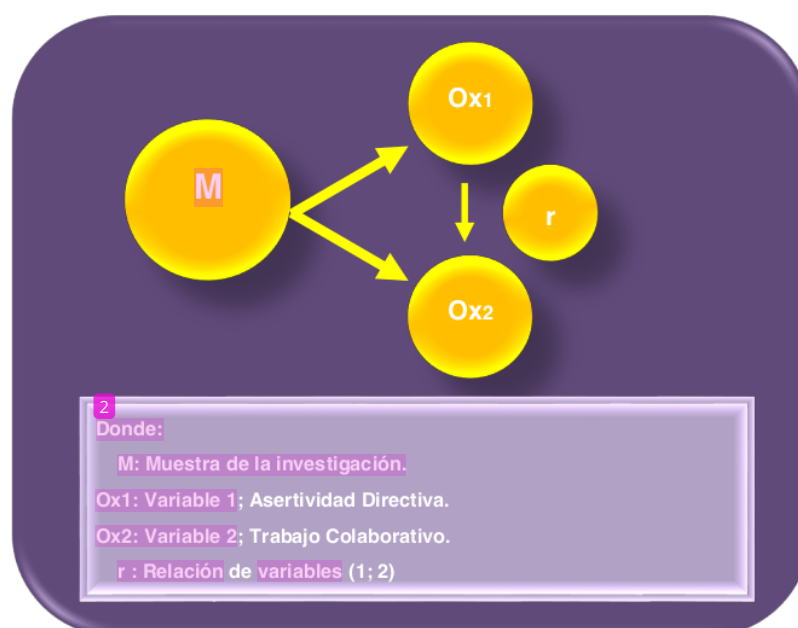 Ox1
M
r
Ox2
2
Donde:
M: Muestra de la investigación.
Ox1: Variable 1; Asertividad Directiva.
Ox2: Variable 2; Trabajo Colaborativo.
r : Relación de variables (1; 2)